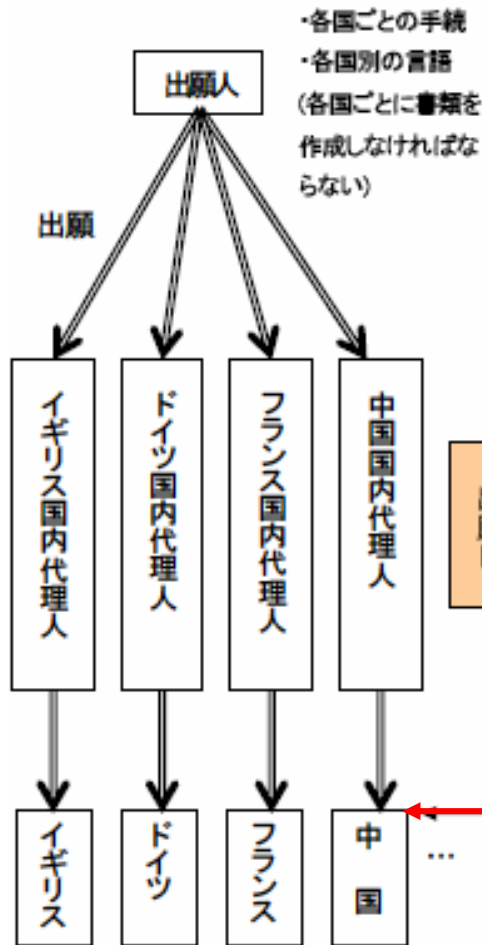 ・各国ごとの手続
・各国別の言語
(各国ごとに書類を
作成しなければな
らない)
出願人
出願
イギリス国内代理人
ドイツ国内代理人
フランス国内代理人
中国国内代理人
イギリス
ドイツ
フランス
中国
…